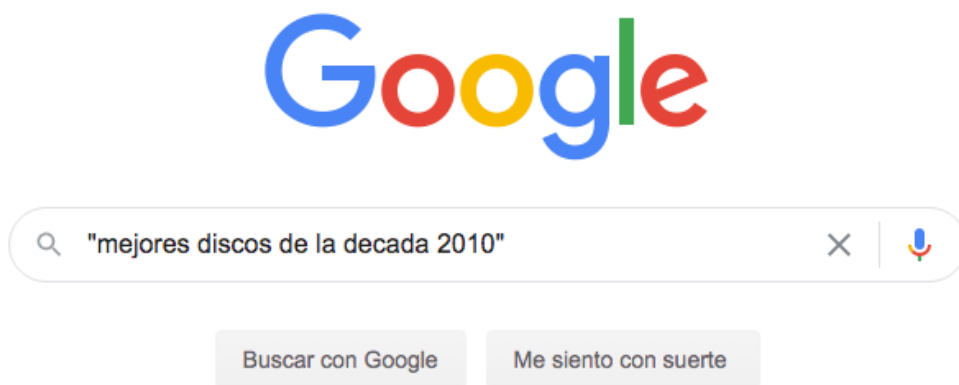 Google
"mejores discos de la decada 2010"
Buscar con Google
Me siento con suerte